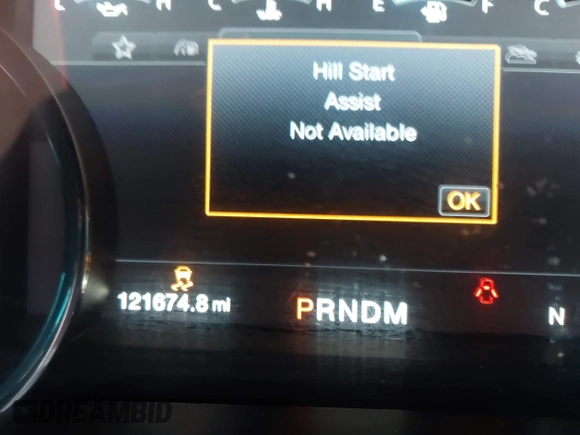 L H C H E F C
Hill Start
Assist
Not Available
OK
121674.8 mi
PRNDM
N
DREAMBID